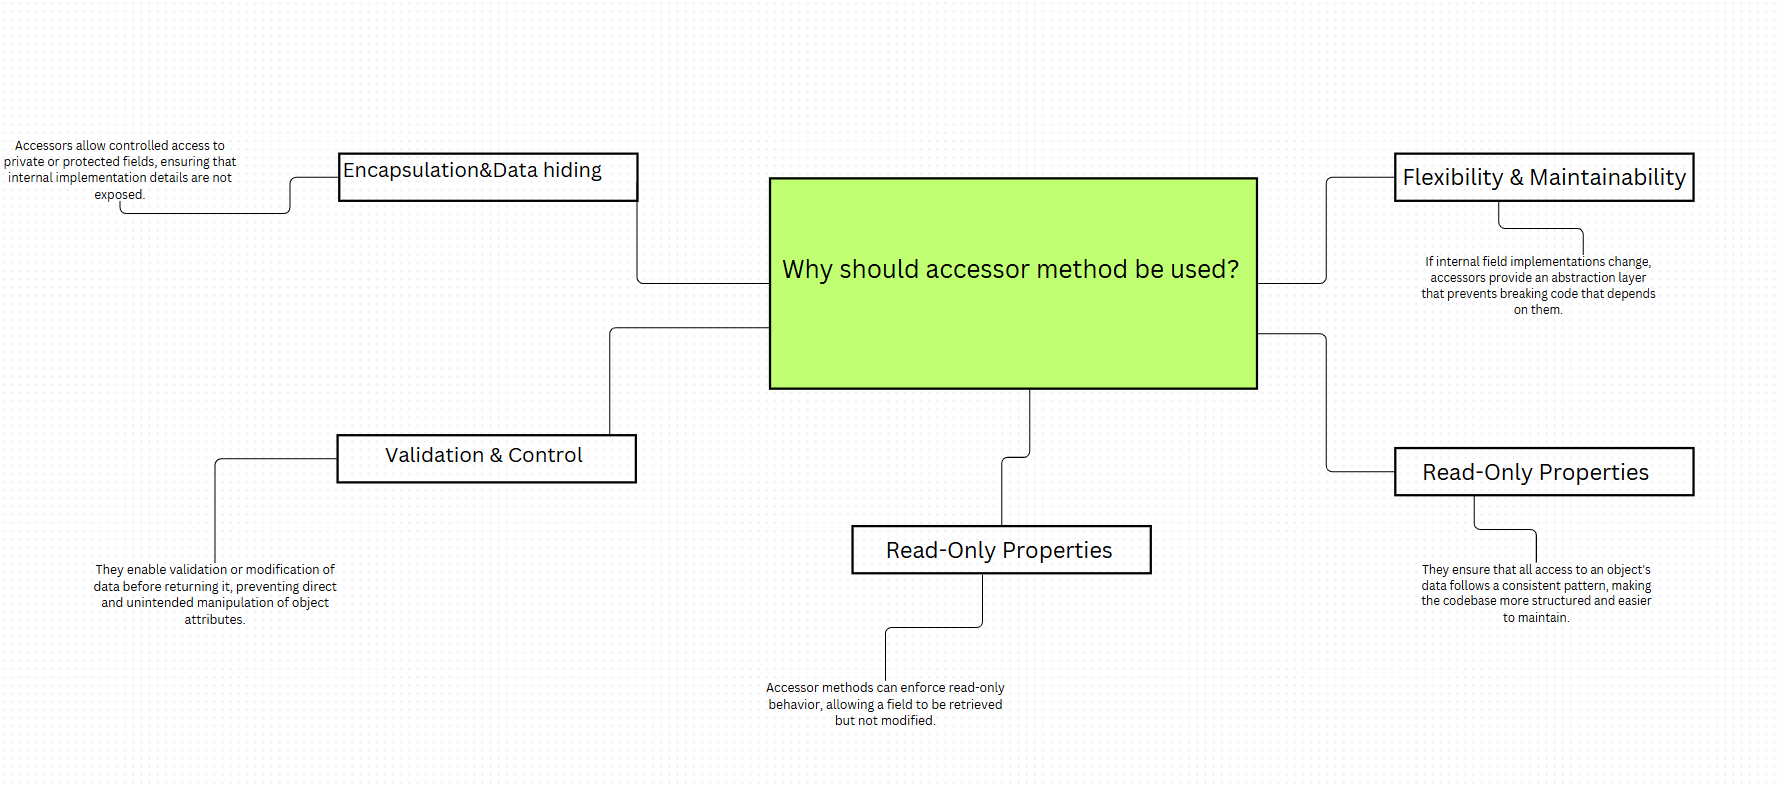 Why should accessor method be used?
Encapsulation&Data hiding
Accessors allow controlled access to
private or protected fields, ensuring that
internal implementation details are not
exposed.
Flexibility & Maintainability
If internal field implementations change,
accessors provide an abstraction layer
that prevents breaking code that depends
on them.
Validation & Control
They enable validation or modification of
data before returning it, preventing direct
and unintended manipulation of object
attributes.
Read-Only Properties
Accessor methods can enforce read-only
behavior, allowing a field to be retrieved
but not modified.
Read-Only Properties
They ensure that all access to an object's
data follows a consistent pattern, making
the codebase more structured and easier
to maintain.